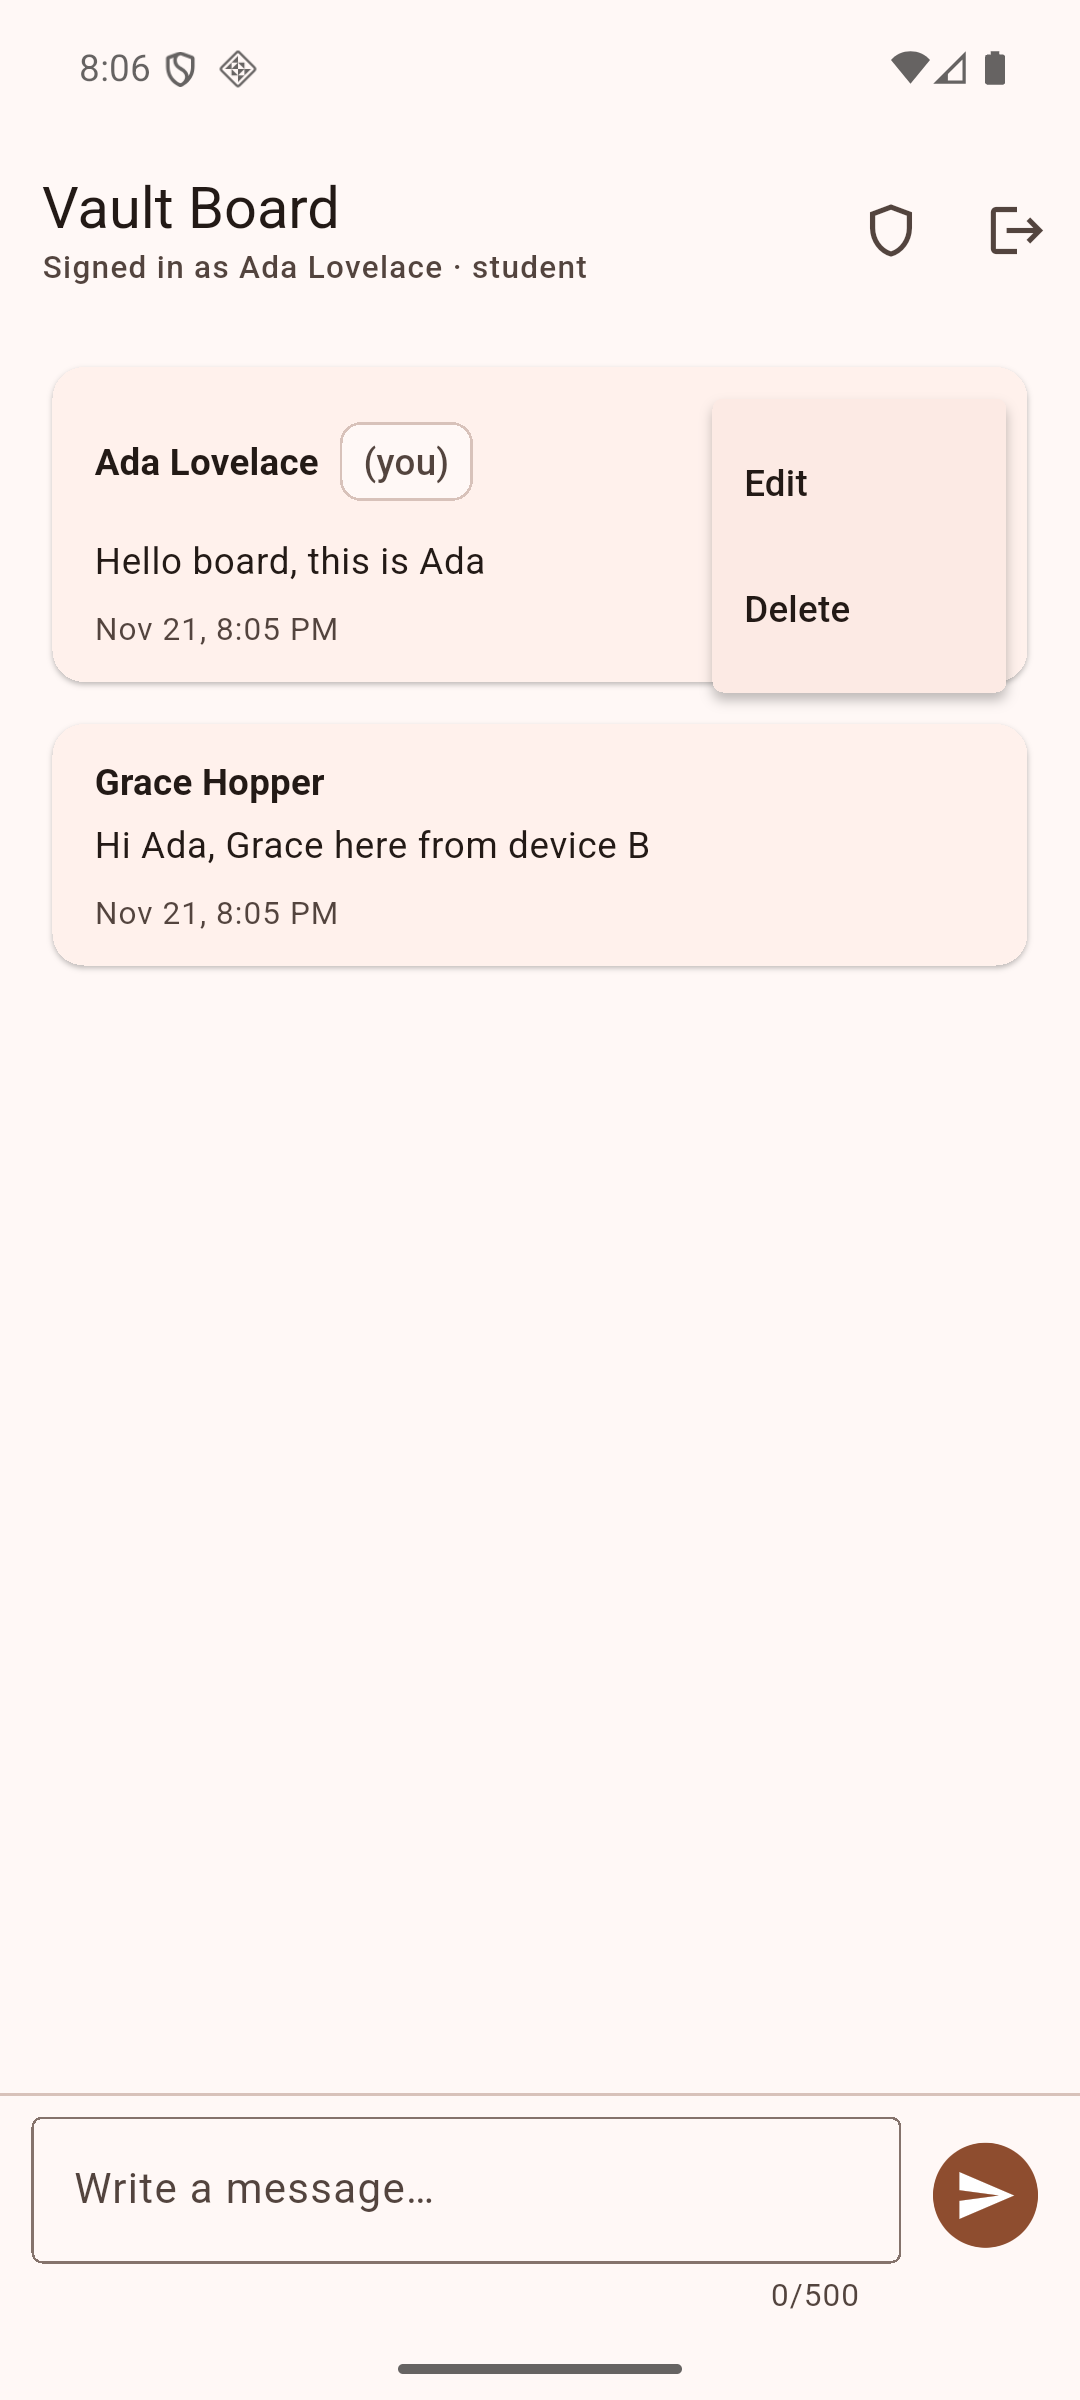 8:06
Vault Board
Signed in as Ada Lovelace · student
Ada Lovelace (you)
Edit
Hello board, this is Ada
Delete
Nov 21, 8:05 PM
Grace Hopper
Hi Ada, Grace here from device B
Nov 21, 8:05 PM
Write a message…
0/500